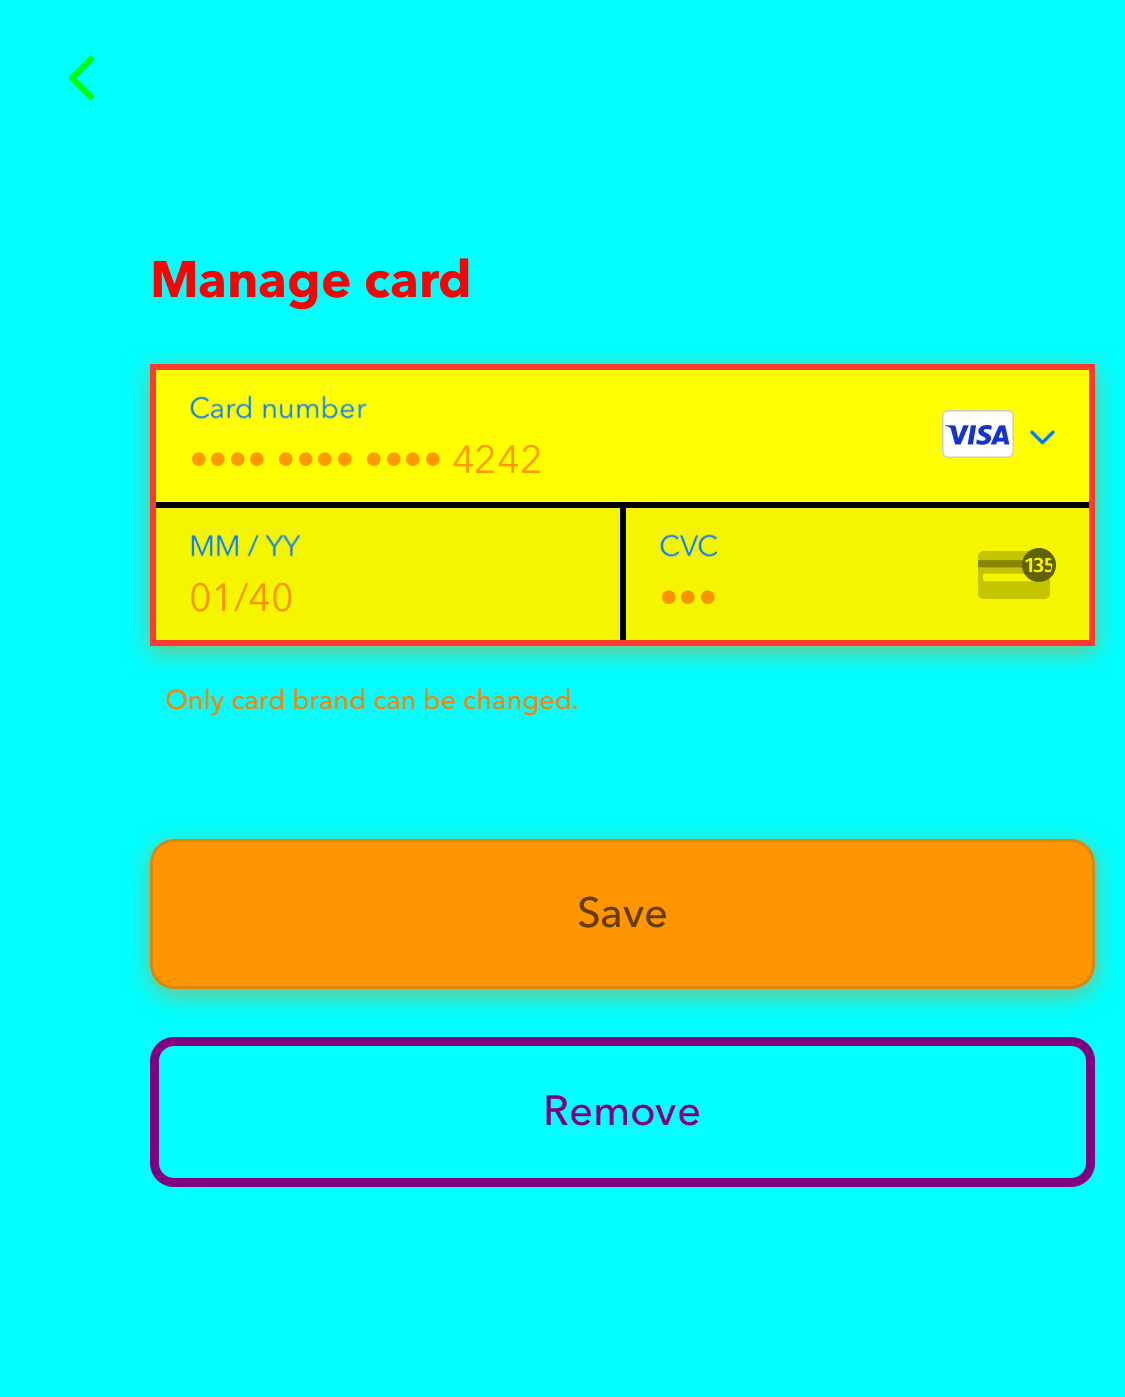 Manage card
Card number
VISA
•••• •••• •••• 4242
MM / YY
CVC
135
01/40
•••
Only card brand can be changed.
Save
Remove